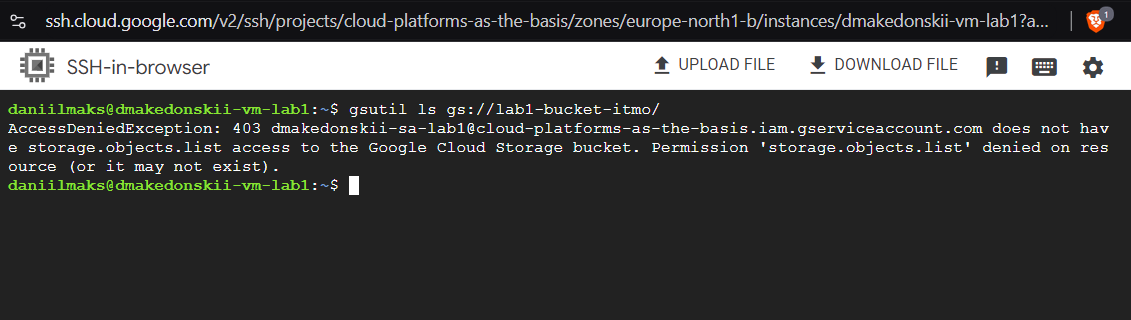 ssh.cloud.google.com/v2/ssh/projects/cloud-platforms-as-the-basis/zones/europe-north1-b/instances/dmakedonskii-vm-lab1?a...
1
SSH-in-browser
UPLOAD FILE
DOWNLOAD FILE
daniilmaks@dmakedonskii-vm-lab1:~$ gsutil ls gs://lab1-bucket-itmo/
AccessDeniedException: 403 dmakedonskii-sa-lab1@cloud-platforms-as-the-basis.iam.gserviceaccount.com does not hav
e storage.objects.list access to the Google Cloud Storage bucket. Permission 'storage.objects.list' denied on res
ource (or it may not exist).
daniilmaks@dmakedonskii-vm-lab1:~$